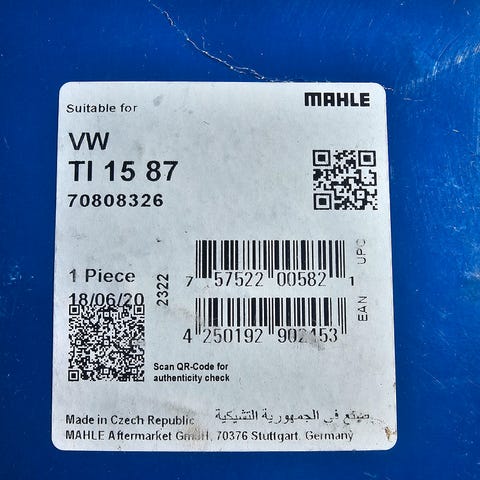 Suitable for
MAHLE
VW
TI 15 87
70808326
1 Piece
18/06/20
2322
7 57522 00582 1
UPC
4 250192 902453
EAN
Scan QR-Code for
authenticity check
Made in Czech Republic
صنع في الجمهورية التشيكية
MAHLE Aftermarket GmbH, 70376 Stuttgart, Germany